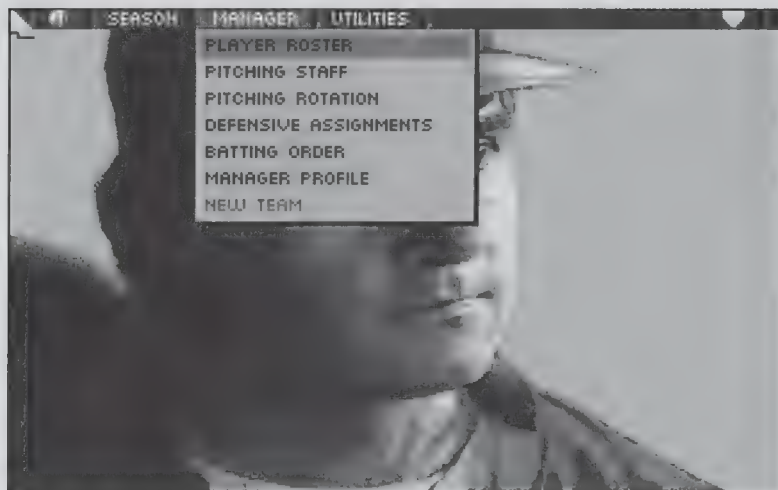 SEASON MANAGER UTILITIES
PLAYER ROSTER
PITCHING STAFF
PITCHING ROTATION
DEFENSIVE ASSIGNMENTS
BATTING ORDER
MANAGER PROFILE
NEW TEAM